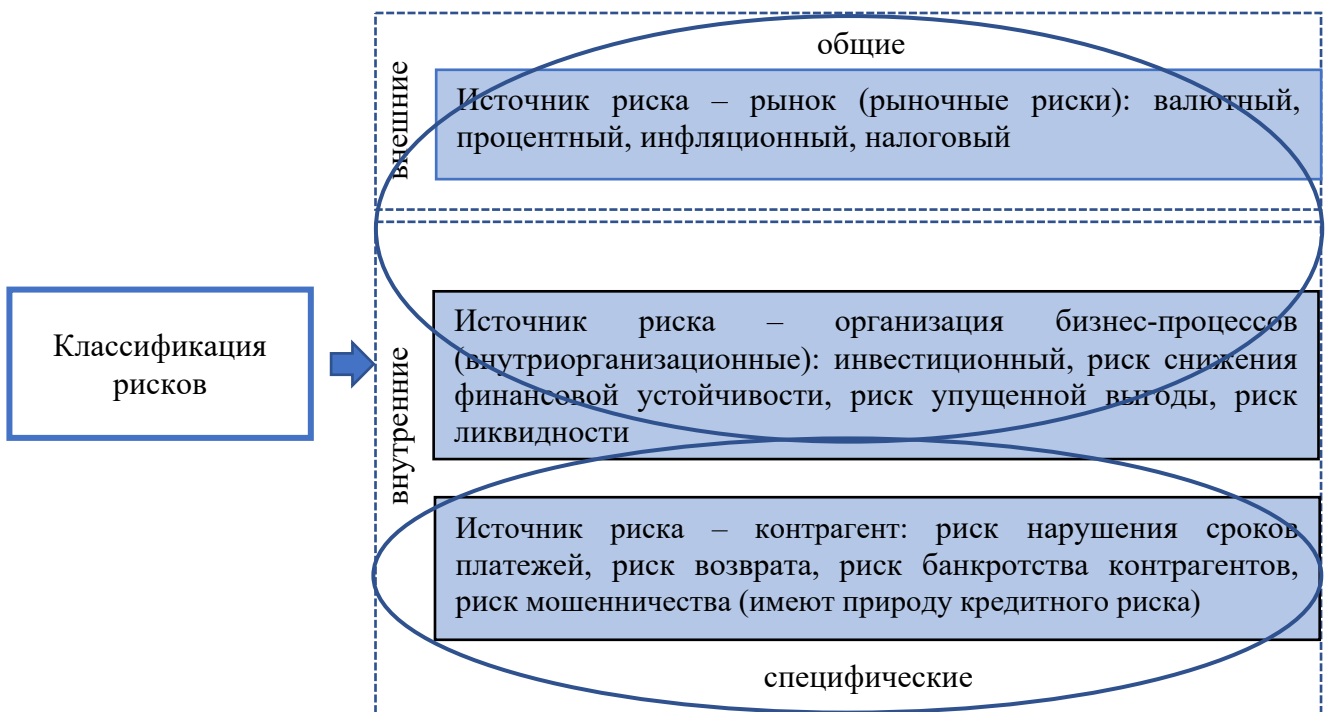 общие
внешние
Источник риска – рынок (рыночные риски): валютный,
процентный, инфляционный, налоговый
Классификация
рисков
внутренние
Источник риска – организация бизнес-процессов
(внутриорганизационные): инвестиционный, риск снижения
финансовой устойчивости, риск упущенной выгоды, риск
ликвидности
Источник риска – контрагент: риск нарушения сроков
платежей, риск возврата, риск банкротства контрагентов,
риск мошенничества (имеют природу кредитного риска)
специфические